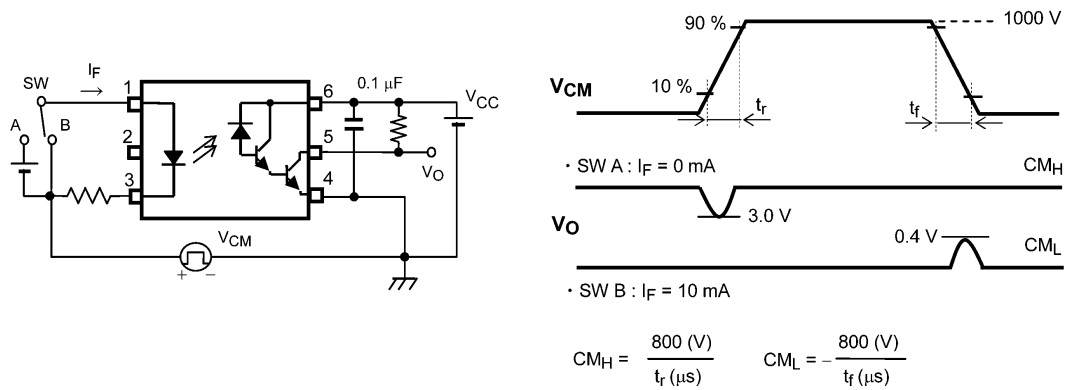 SW
I_F
A
B
1
2
3
6
5
4
0.1 μF
V_CC
V_O
V_CM
+ −
90 %
10 %
V_CM
t_r
t_f
1000 V
・SW A : I_F = 0 mA
CM_H
3.0 V
V_O
0.4 V
CM_L
・SW B : I_F = 10 mA
CM_H = 800 (V) / t_r (μs)
CM_L = − 800 (V) / t_f (μs)